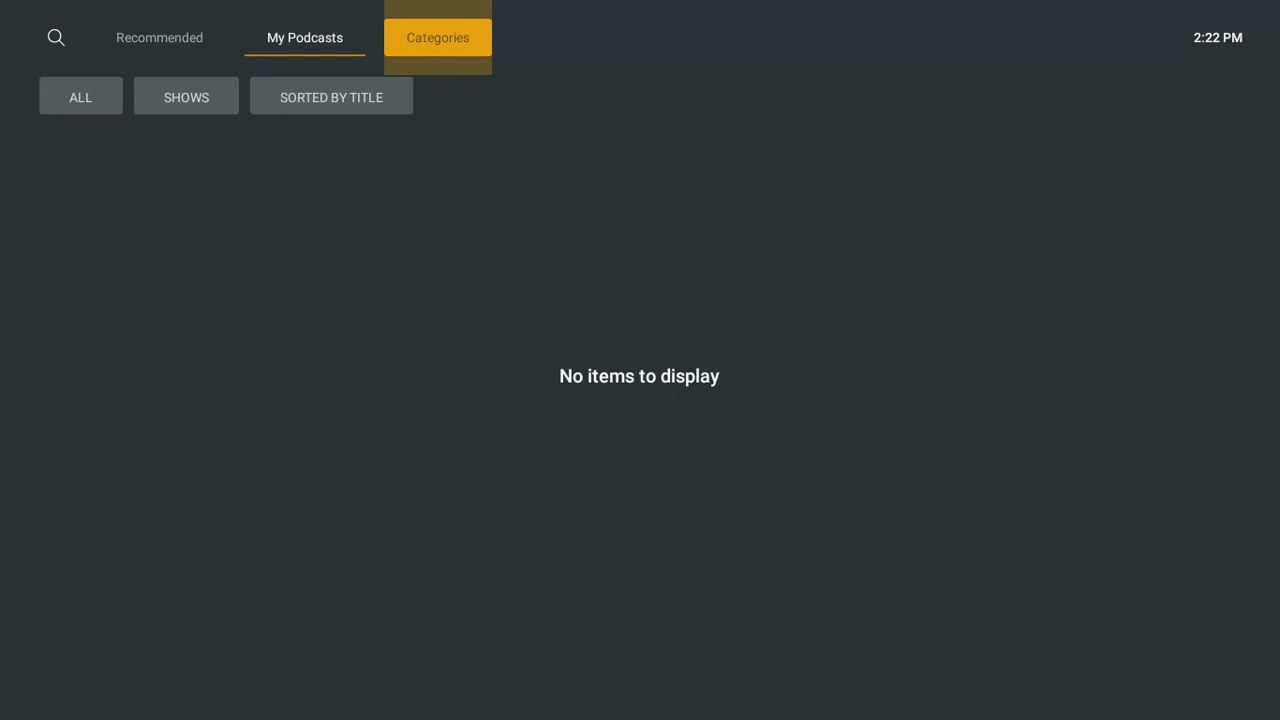 Recommended
My Podcasts
Categories
2:22 PM
ALL
SHOWS
SORTED BY TITLE
No items to display